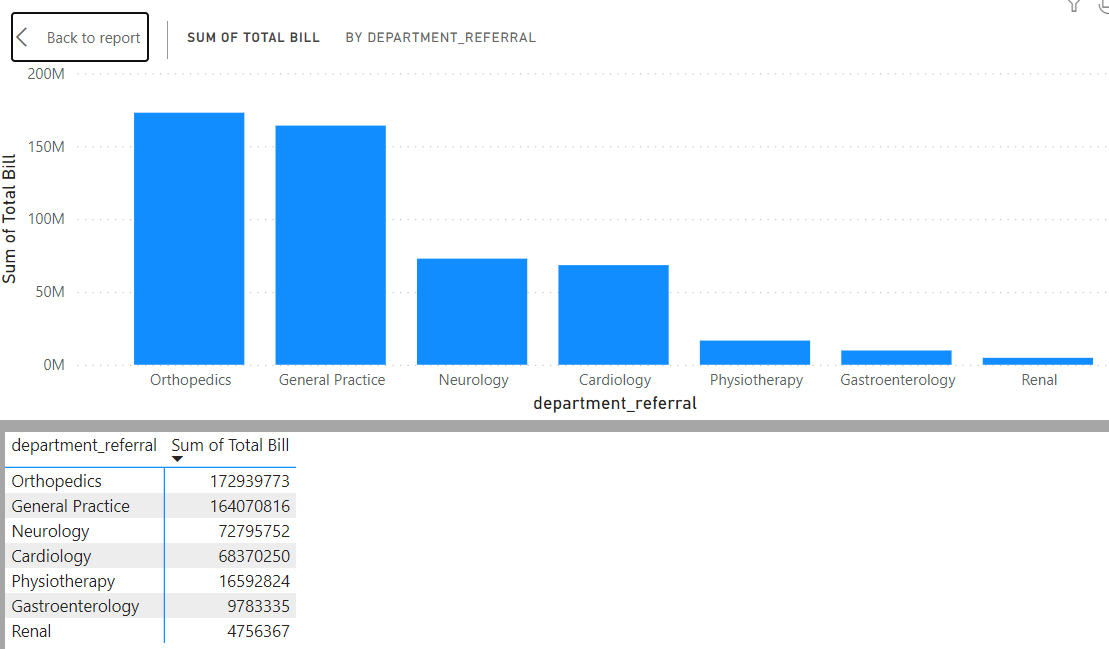 Back to report
SUM OF TOTAL BILL BY DEPARTMENT_REFERRAL
200M
150M
100M
50M
0M
Sum of Total Bill
Orthopedics General Practice Neurology Cardiology Physiotherapy Gastroenterology Renal
department_referral
department_referral Sum of Total Bill
Orthopedics 172939773
General Practice 164070816
Neurology 72795752
Cardiology 68370250
Physiotherapy 16592824
Gastroenterology 9783335
Renal 4756367